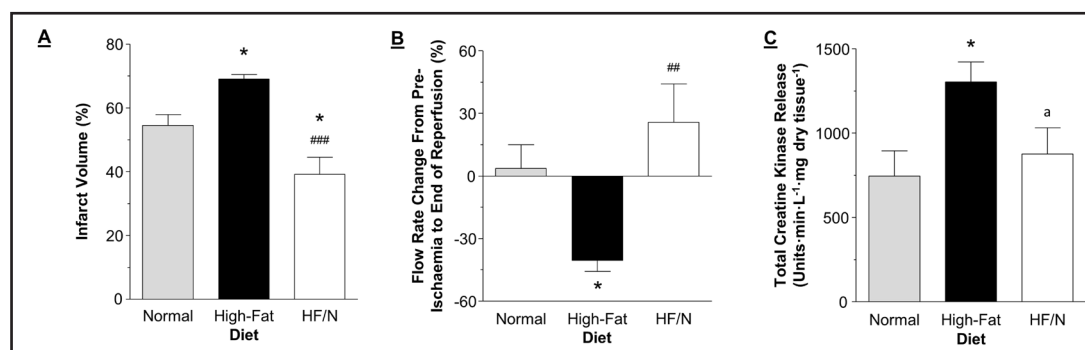 A
Infarct Volume (%)
80
60
40
20
0
*
*
###
Normal High-Fat HF/N
Diet
B
Flow Rate Change From Pre-
Ischaemia to End of Reperfusion (%)
60
30
0
-30
-60
*
##
Normal High-Fat HF/N
Diet
C
Total Creatine Kinase Release
(Units·min·L⁻¹·mg dry tissue⁻¹)
1500
1000
750
500
250
0
*
a
Normal High-Fat HF/N
Diet